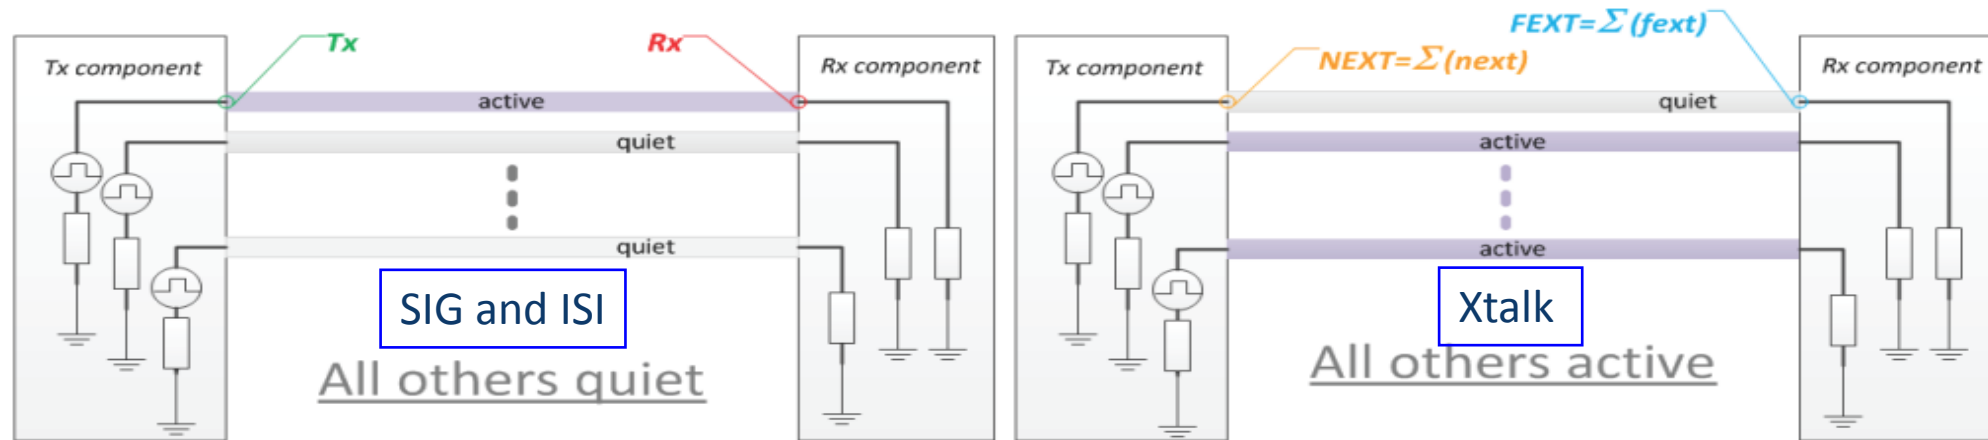 Tx
Rx
Tx component
Rx component
active
quiet
quiet
SIG and ISI
All others quiet
FEXT=Σ(fext)
NEXT=Σ(next)
Tx component
Rx component
quiet
active
active
Xtalk
All others active